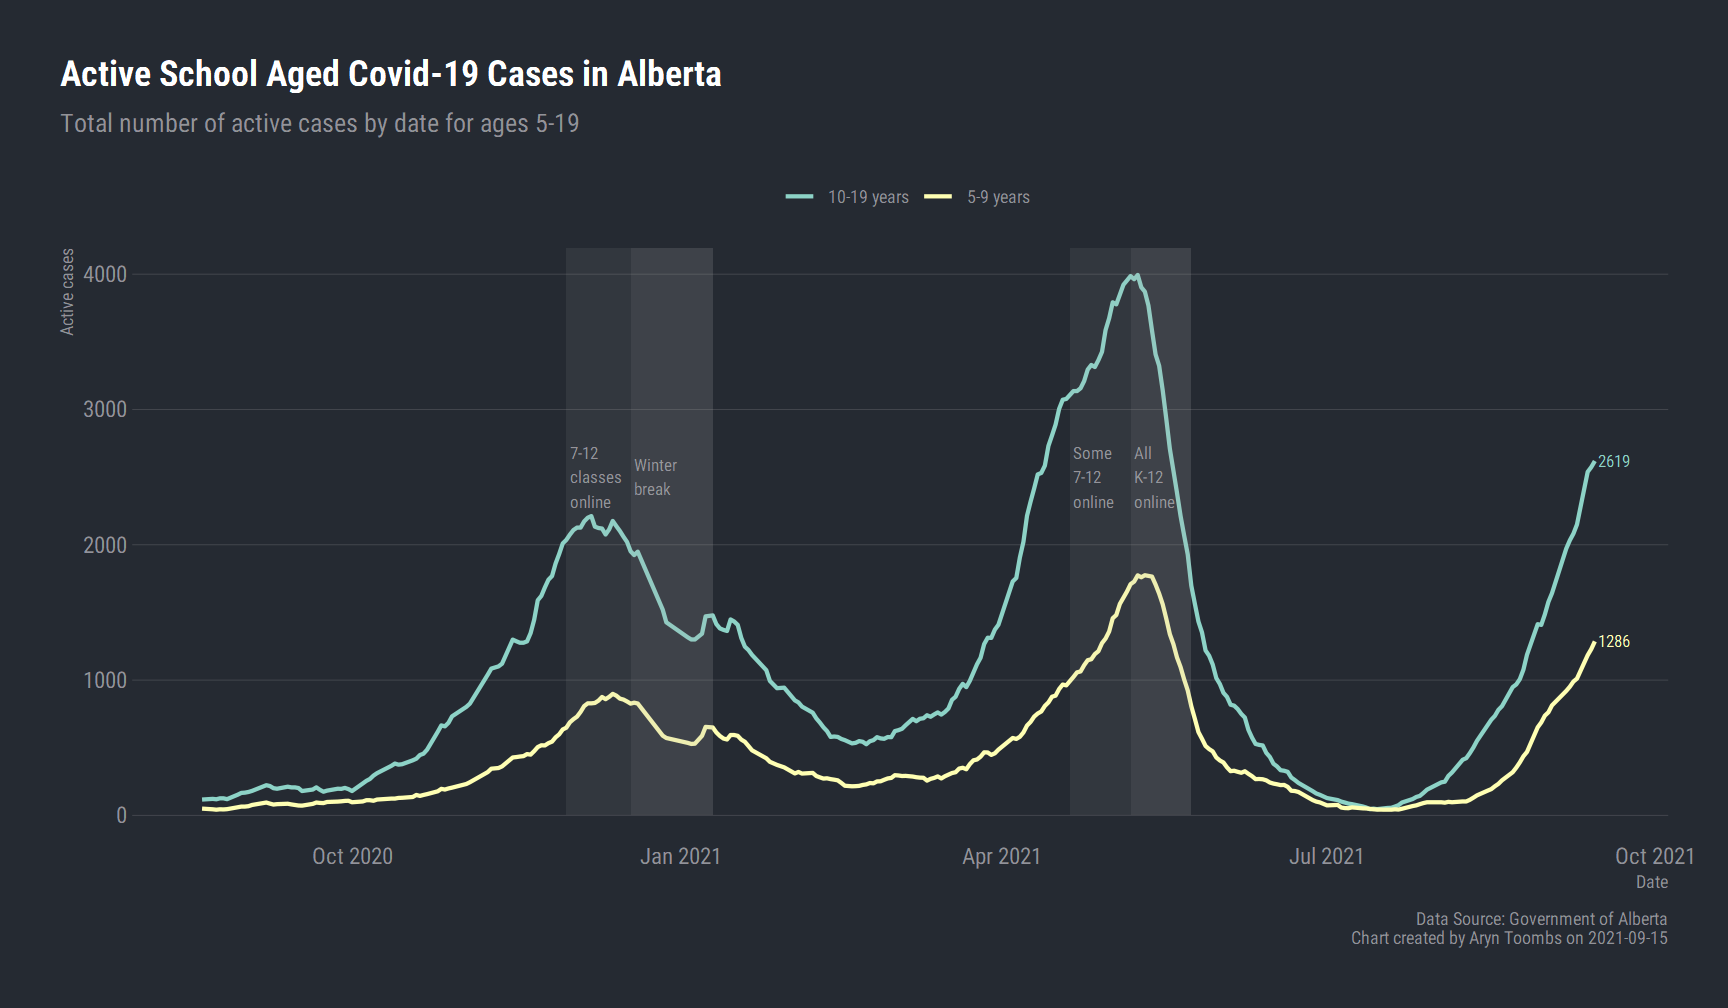 Active School Aged Covid-19 Cases in Alberta
Total number of active cases by date for ages 5-19
10-19 years
5-9 years
Active cases
4000
3000
2000
1000
0
7-12
classes
online
Winter
break
Some
7-12
online
All
K-12
online
2619
1286
Oct 2020
Jan 2021
Apr 2021
Jul 2021
Oct 2021
Date
Data Source: Government of Alberta
Chart created by Aryn Toombs on 2021-09-15